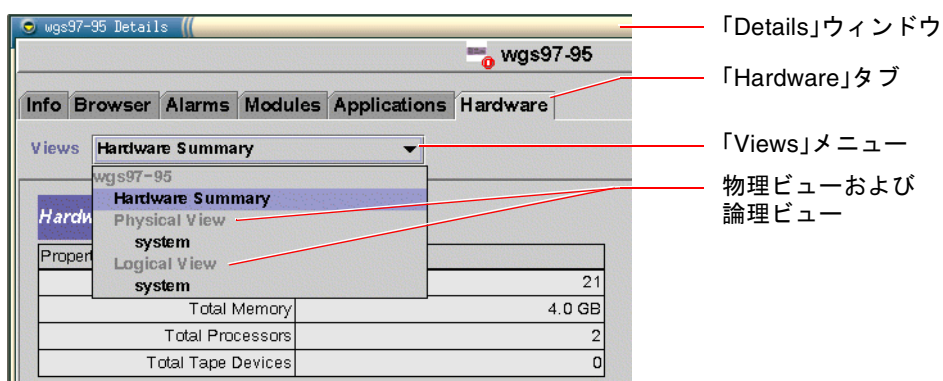 wgs97-95 Details
「Details」ウィンドウ
wgs97-95
「Hardware」タブ
Info Browser Alarms Modules Applications Hardware
Views Hardware Summary
「Views」メニュー
wgs97-95
Hardware Summary
物理ビューおよび
論理ビュー
Hardw
Physical View
system
Propert
Logical View
system
21
Total Memory 4.0 GB
Total Processors 2
Total Tape Devices 0